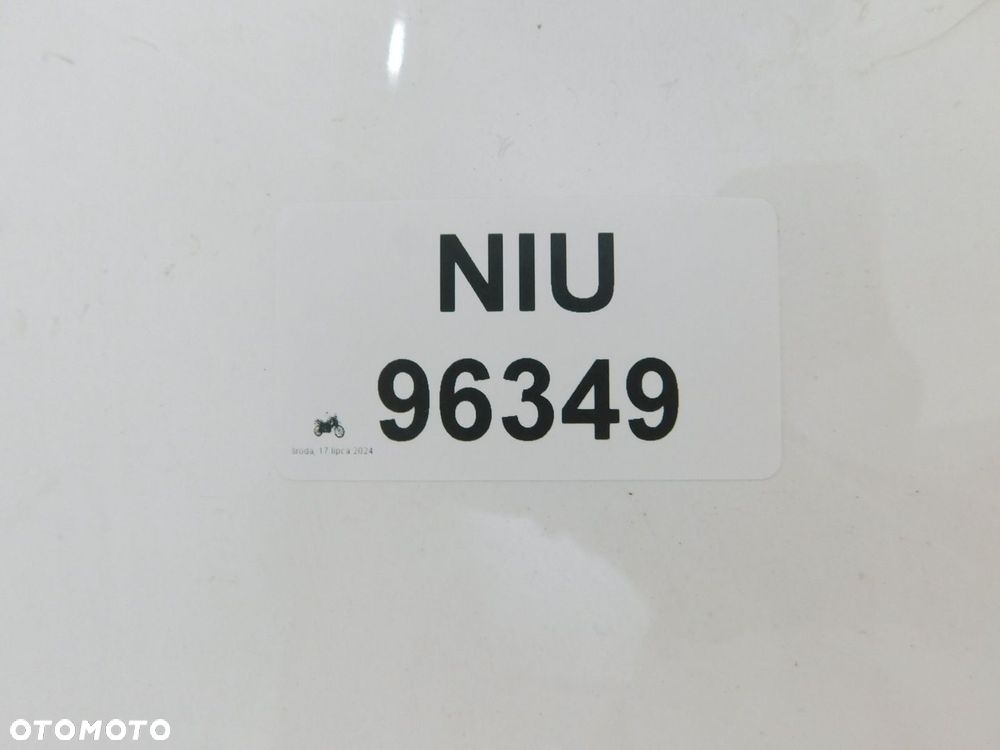 NIU
96349
środa, 17 lipca 2024
OTOMOTO